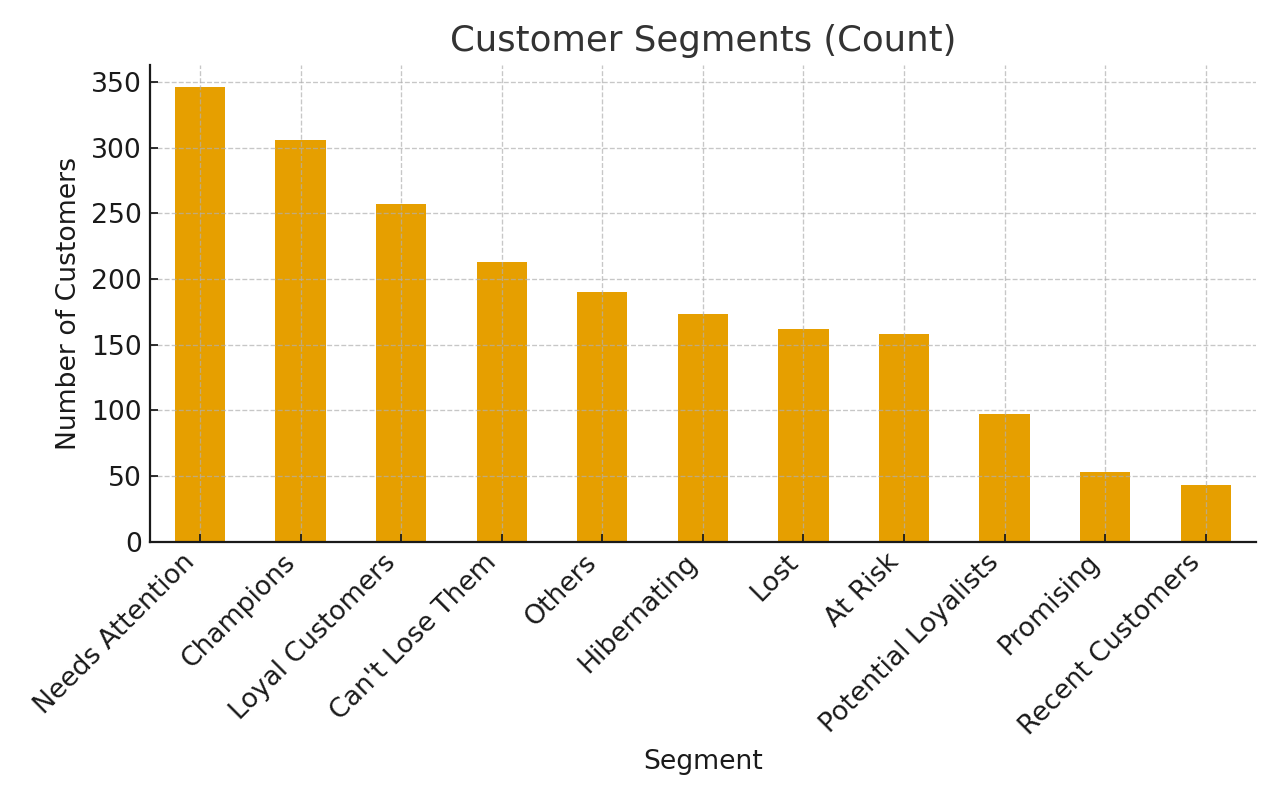 Customer Segments (Count)
Number of Customers
350
300
250
200
150
100
50
0
Needs Attention
Champions
Loyal Customers
Can't Lose Them
Others
Hibernating
Lost
At Risk
Potential Loyalists
Promising
Recent Customers
Segment